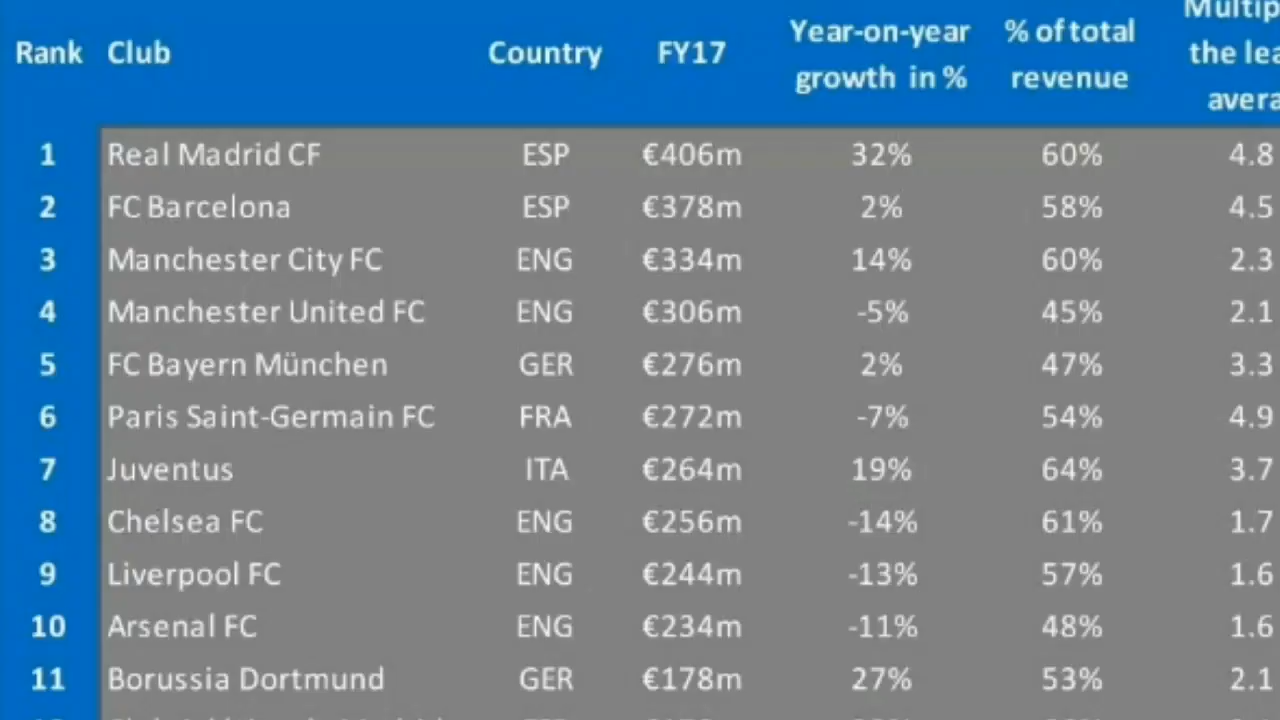 Rank Club Country FY17 Year-on-year growth in % % of total revenue the
1 Real Madrid CF ESP €406m 32% 60% 4.8
2 FC Barcelona ESP €378m 2% 58% 4.5
3 Manchester City FC ENG €334m 14% 60% 2.3
4 Manchester United FC ENG €306m -5% 45% 2.1
5 FC Bayern München GER €276m 2% 47% 3.3
6 Paris Saint-Germain FC FRA €272m -7% 54% 4.9
7 Juventus ITA €264m 19% 64% 3.7
8 Chelsea FC ENG €256m -14% 61% 1.7
9 Liverpool FC ENG €244m -13% 57% 1.6
10 Arsenal FC ENG €234m -11% 48% 1.6
11 Borussia Dortmund GER €178m 27% 53% 2.1